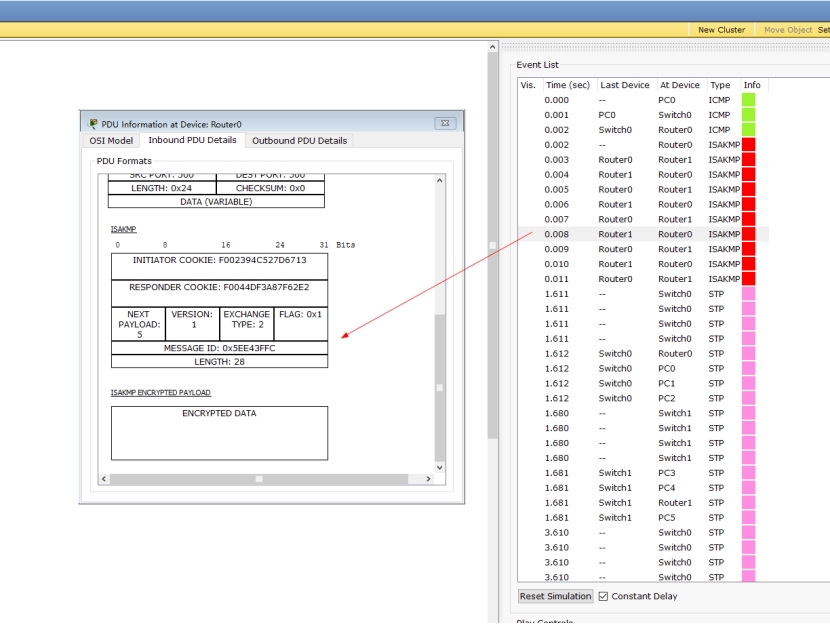 New Cluster Move Object Set
Event List
Vis. Time (sec) Last Device At Device Type Info
0.000 -- PC0 ICMP
0.001 PC0 Switch0 ICMP
0.002 Switch0 Router0 ICMP
0.002 -- Router0 ISAKMP
0.003 Router0 Router1 ISAKMP
0.004 Router1 Router0 ISAKMP
0.005 Router0 Router1 ISAKMP
0.006 Router1 Router0 ISAKMP
0.007 Router0 Router1 ISAKMP
0.008 Router1 Router0 ISAKMP
0.009 Router0 Router1 ISAKMP
0.010 Router1 Router0 ISAKMP
0.011 Router0 Router1 ISAKMP
1.611 -- Switch0 STP
1.611 -- Switch0 STP
1.611 -- Switch0 STP
1.611 -- Switch0 STP
1.612 Switch0 Router0 STP
1.612 Switch0 PC0 STP
1.612 Switch0 PC1 STP
1.612 Switch0 PC2 STP
1.680 -- Switch1 STP
1.680 -- Switch1 STP
1.680 -- Switch1 STP
1.680 -- Switch1 STP
1.681 Switch1 PC3 STP
1.681 Switch1 PC4 STP
1.681 Switch1 Router1 STP
1.681 Switch1 PC5 STP
3.610 -- Switch0 STP
3.610 -- Switch0 STP
3.610 -- Switch0 STP
3.610 -- Switch0 STP
Reset Simulation Constant Delay
Play Controls
PDU Information at Device: Router0
OSI Model Inbound PDU Details Outbound PDU Details
PDU Formats
SRC PORT: 500 DEST PORT: 500
LENGTH: 0x24 CHECKSUM: 0x0
DATA (VARIABLE)
ISAKMP
0 8 16 24 31 Bits
INITIATOR COOKIE: F002394C527D6713
RESPONDER COOKIE: F0044DF3A87F62E2
NEXT VERSION: EXCHANGE FLAG: 0x1
PAYLOAD: 1 TYPE: 2
5
MESSAGE ID: 0x5EE43FFC
LENGTH: 28
ISAKMP ENCRYPTED PAYLOAD
ENCRYPTED DATA